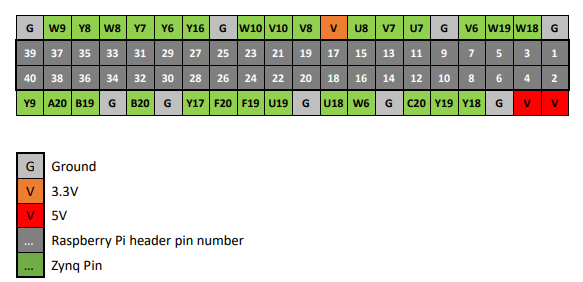 G W9 Y8 W8 Y7 Y6 Y16 G W10 V10 V8 V U8 V7 U7 G V6 W19 W18 G
39 37 35 33 31 29 27 25 23 21 19 17 15 13 11 9 7 5 3 1
40 38 36 34 32 30 28 26 24 22 20 18 16 14 12 10 8 6 4 2
Y9 A20 B19 G B20 G Y17 F20 F19 U19 G U18 W6 G C20 Y19 Y18 G V V
G Ground
V 3.3V
V 5V
... Raspberry Pi header pin number
... Zynq Pin